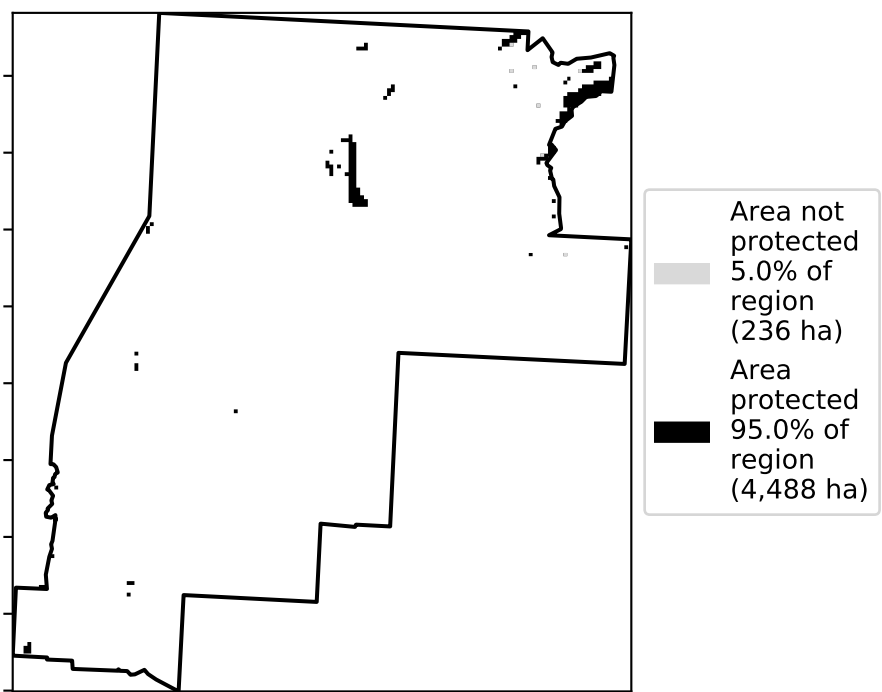 Area not
protected
5.0% of
region
(236 ha)
Area
protected
95.0% of
region
(4,488 ha)